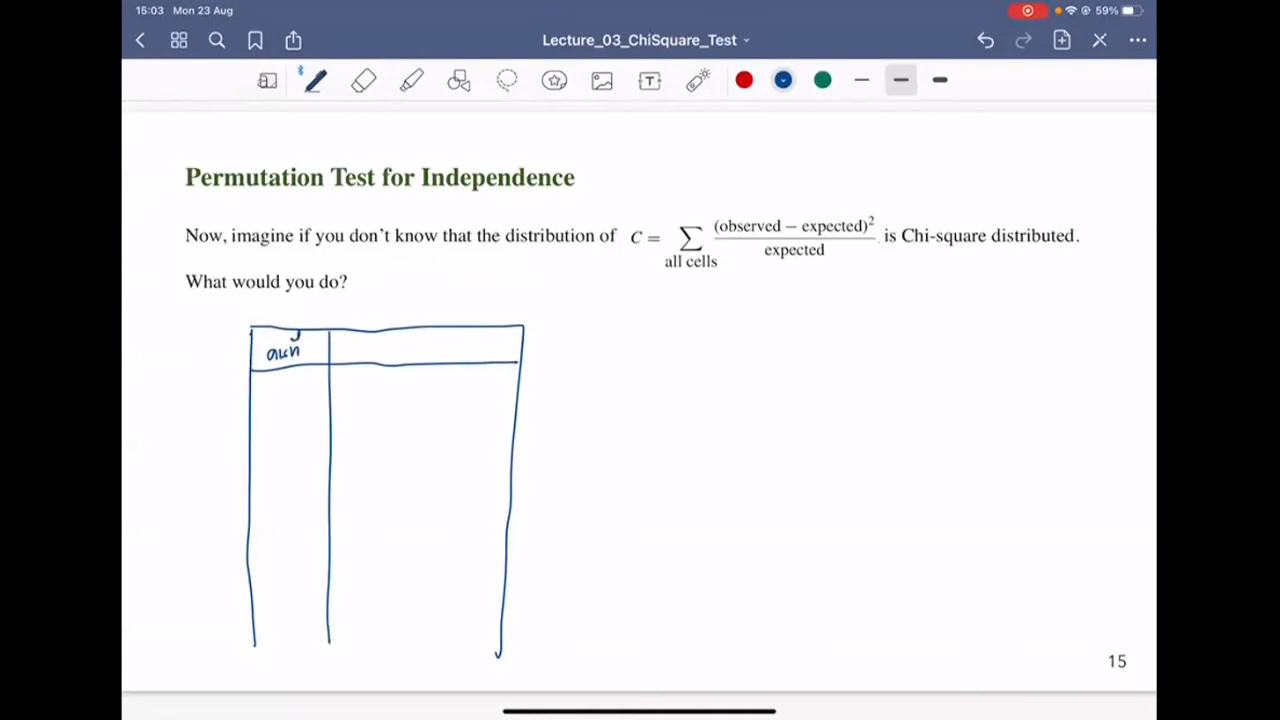 15:03 Mon 23 Aug
59%
Lecture_03_ChiSquare_Test
Permutation Test for Independence
Now, imagine if you don’t know that the distribution of C = ∑ all cells (observed − expected)² / expected . is Chi-square distributed.
What would you do?
15